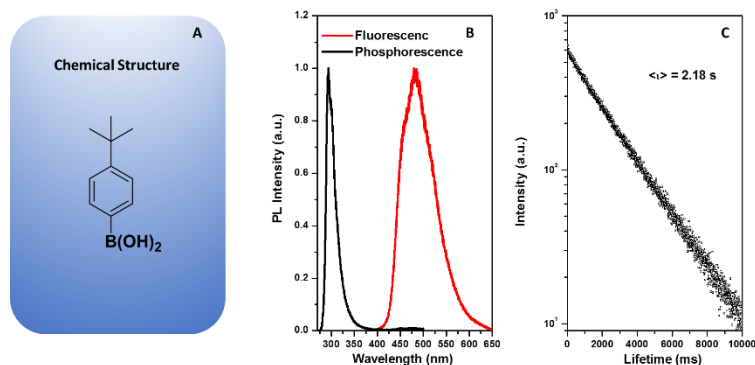 A
Chemical Structure
B(OH)2
B
Fluorescenc
Phosphorescence
PL Intensity (a.u.)
1.2
1.0
0.8
0.6
0.4
0.2
0.0
300 350 400 450 500 550 600 650
Wavelength (nm)
C
<ι> = 2.18 s
Intensity (a.u.)
10³
10²
10¹
0 2000 4000 6000 8000 10000
Lifetime (ms)